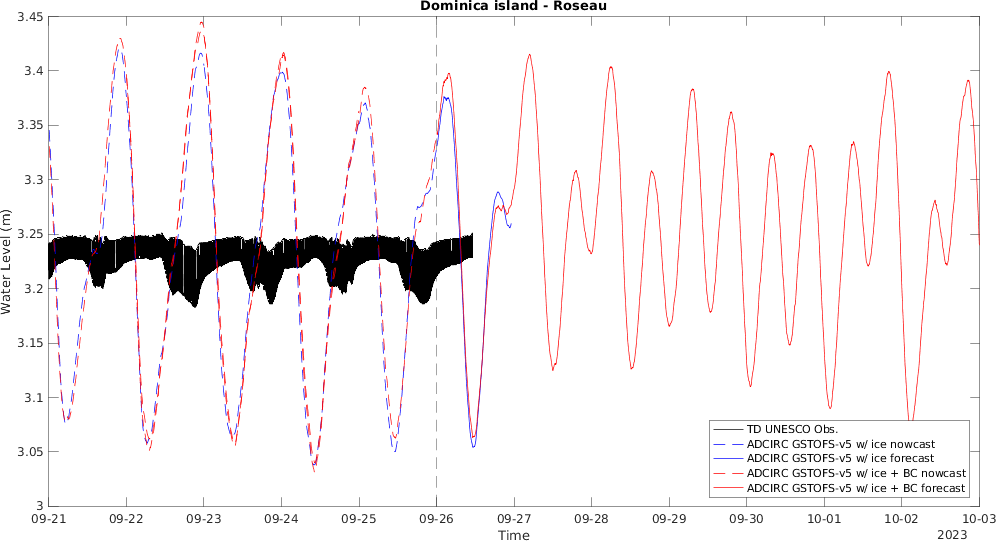 Dominica island - Roseau
Water Level (m)
3.45
3.4
3.35
3.3
3.25
3.2
3.15
3.1
3.05
3
TD UNESCO Obs.
ADCIRC GSTOFS-v5 w/ ice nowcast
ADCIRC GSTOFS-v5 w/ ice forecast
ADCIRC GSTOFS-v5 w/ ice + BC nowcast
ADCIRC GSTOFS-v5 w/ ice + BC forecast
09-21 09-22 09-23 09-24 09-25 09-26 09-27 09-28 09-29 09-30 10-01 10-02 10-03
Time
2023